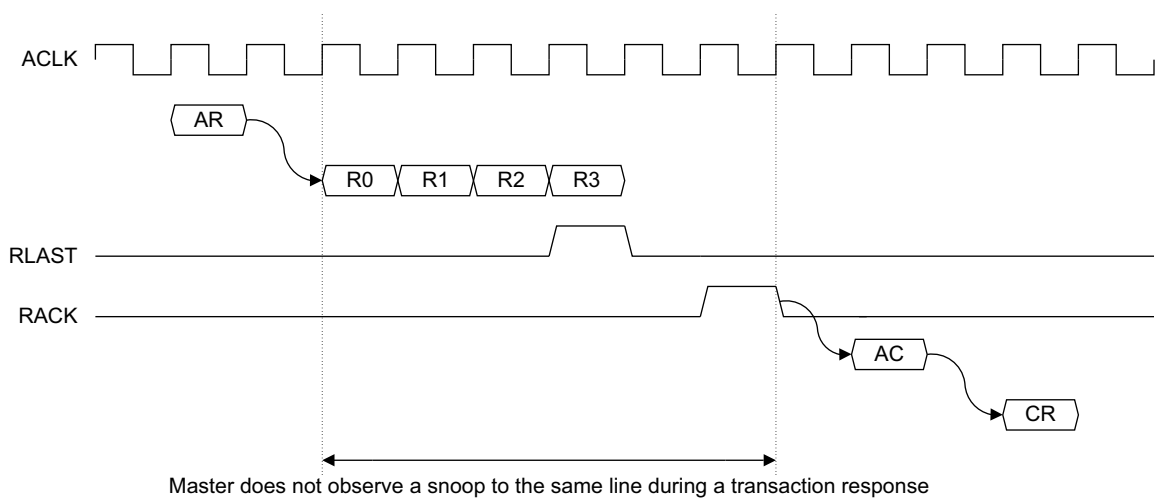 ACLK
AR
R0 R1 R2 R3
RLAST
RACK
AC
CR
Master does not observe a snoop to the same line during a transaction response